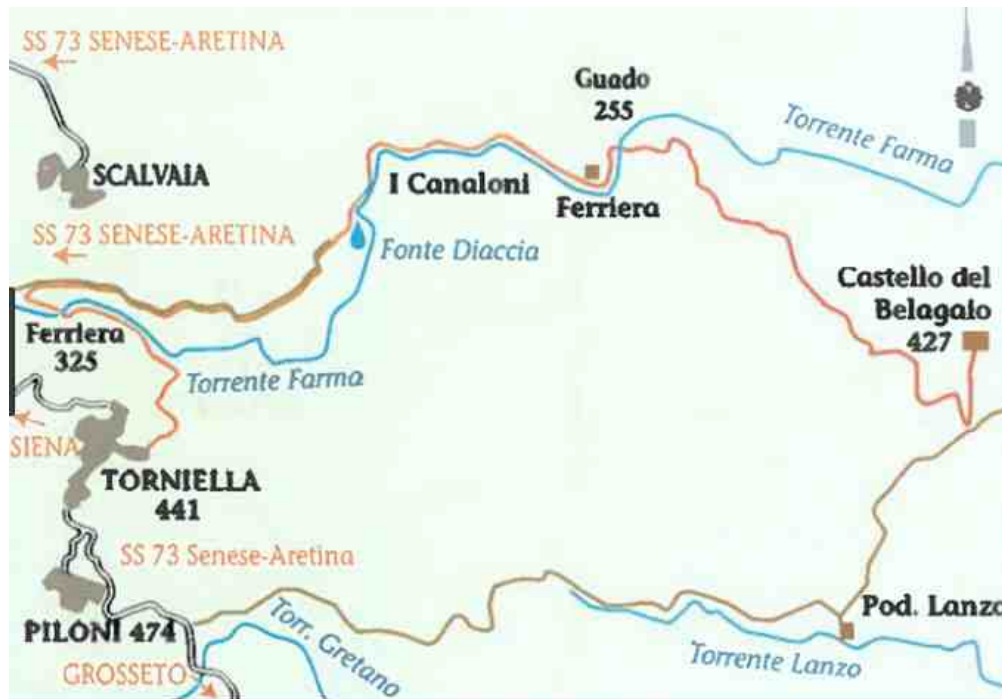 SS 73 SENESE-ARETINA
Guado
255
Torrente Farma
SCALVAIA
I Canaloni
Ferriera
SS 73 SENESE-ARETINA
Fonte Diaccia
Castello del
Belagaio
427
Ferriera
325
Torrente Farma
SIENA
TORNIELLA
441
SS 73 Senese-Aretina
Pod. Lanzo
PILONI 474
Torr. Gretano
Torrente Lanzo
GROSSETO